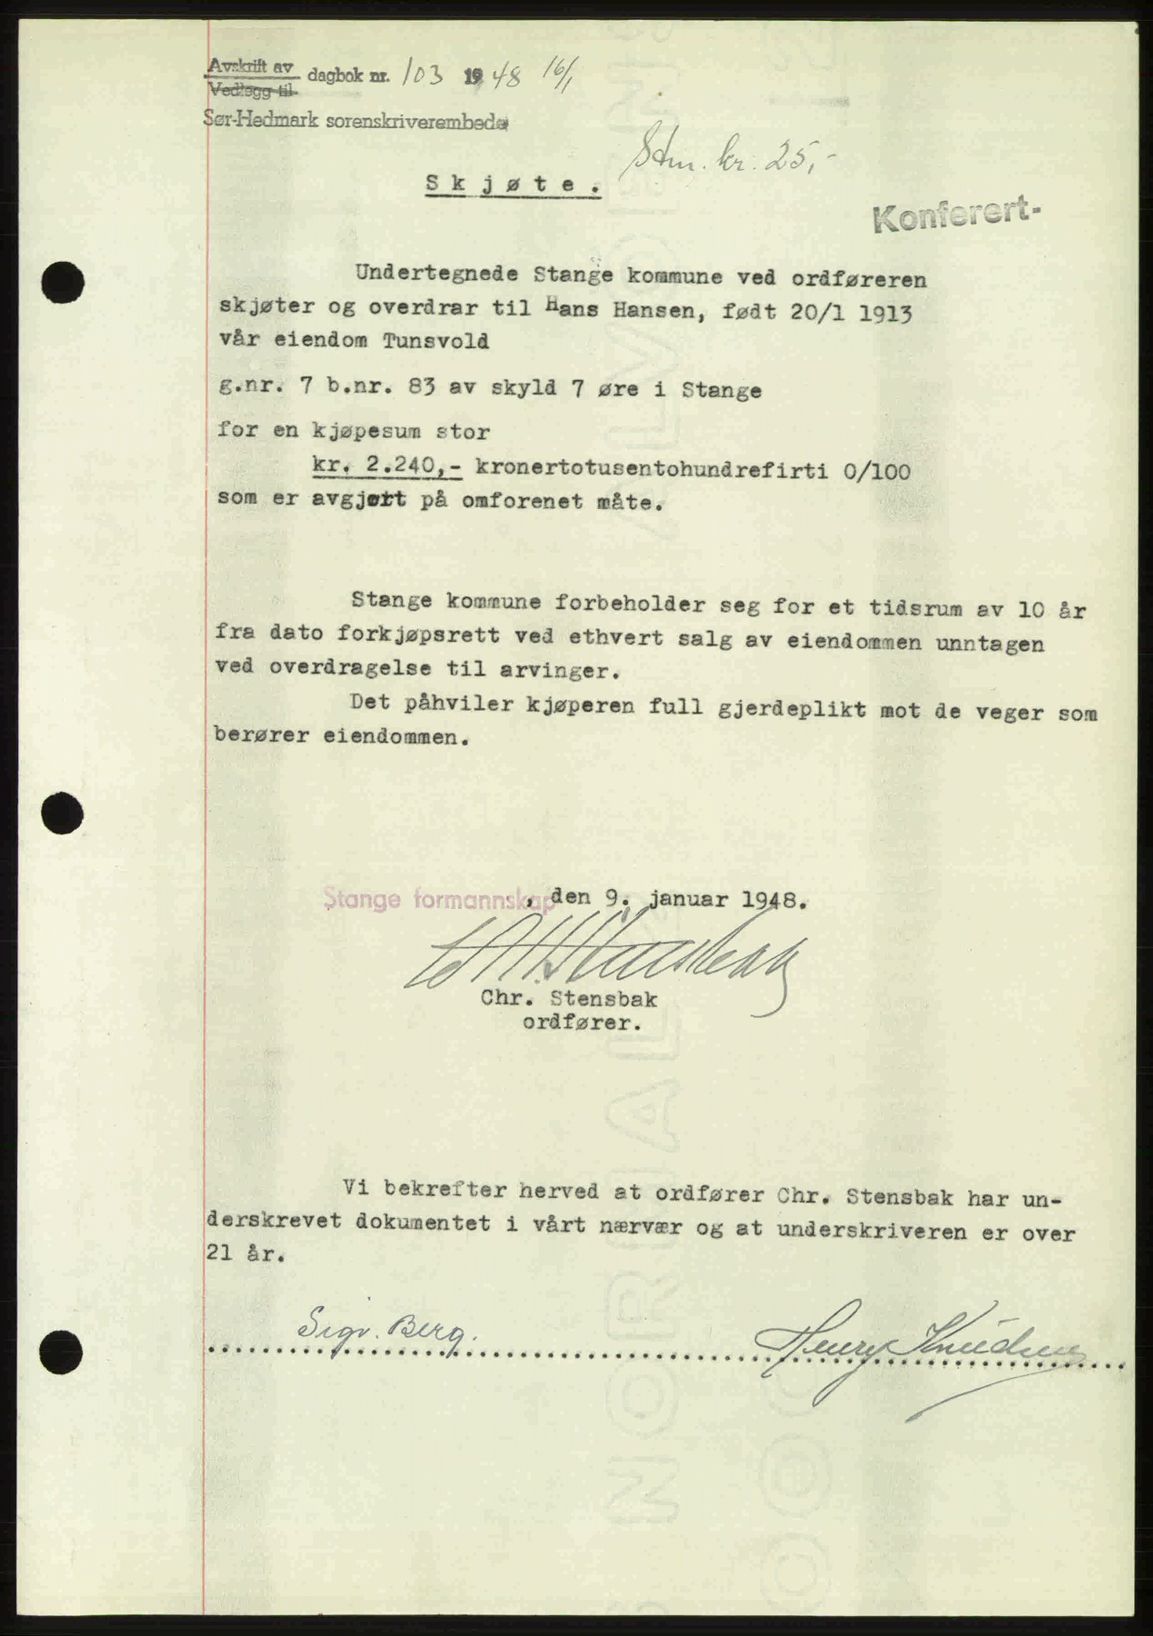 Avskrift av
Vedlegg til
dagbok nr. 103 1948 16/1
Sør-Hedmark sorenskriverembede
Stm. kr. 25,-
Skjøte.
Konferert-
Undertegnede Stange kommune ved ordføreren
skjøter og overdrar til Hans Hansen, født 20/1 1913
vår eiendom Tunsvold
g.nr. 7 b.nr. 83 av skyld 7 øre i Stange
for en kjøpesum stor
kr. 2.240,- kronertotusentohundrefirti 0/100
som er avgjørt på omforenet måte.
Stange kommune forbeholder seg for et tidsrum av 10 år
fra dato forkjøpsrett ved ethvert salg av eiendommen unntagen
ved overdragelse til arvinger.
Det påhviler kjøperen full gjerdeplikt mot de veger som
berører eiendommen.
Stange formannskap, den 9. januar 1948.
Chr. Stensbak
ordfører.
Vi bekrefter herved at ordfører Chr. Stensbak har un-
derskrevet dokumentet i vårt nærvær og at underskriveren er over
21 år.
Sigv. Berg. Henry Knudsen